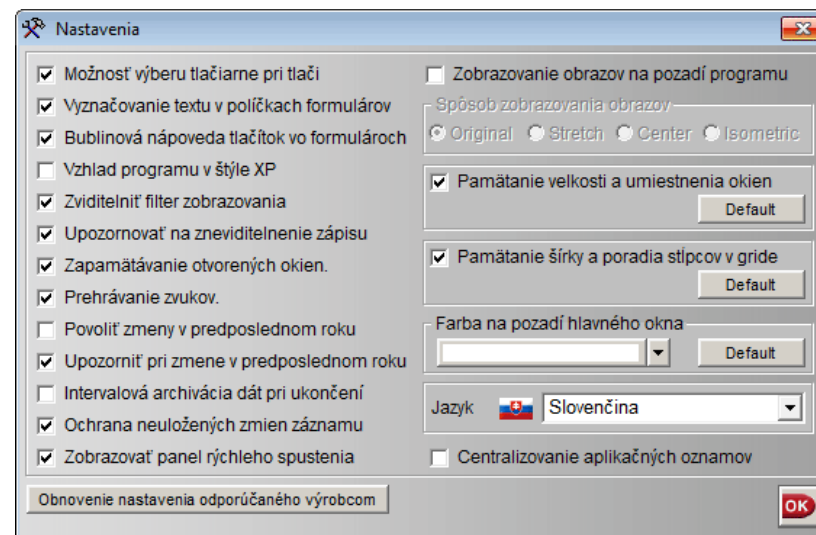 Nastavenia
Možnosť výberu tlačiarne pri tlači
Vyznačovanie textu v políčkach formulárov
Bublinová nápoveda tlačítok vo formulároch
Vzhlad programu v štýle XP
Zviditelniť filter zobrazovania
Upozornovať na zneviditelnenie zápisu
Zapamätávanie otvorených okien.
Prehrávanie zvukov.
Povoliť zmeny v predposlednom roku
Upozorniť pri zmene v predposlednom roku
Intervalová archivácia dát pri ukončení
Ochrana neuložených zmien záznamu
Zobrazovať panel rýchleho spustenia
Obnovenie nastavenia odporúčaného výrobcom
Zobrazovanie obrazov na pozadí programu
Spôsob zobrazovania obrazov
Original Stretch Center Isometric
Pamätanie velkosti a umiestnenia okien
Default
Pamätanie šírky a poradia stĺpcov v gride
Default
Farba na pozadí hlavného okna
Default
Jazyk Slovenčina
Centralizovanie aplikačných oznamov
OK